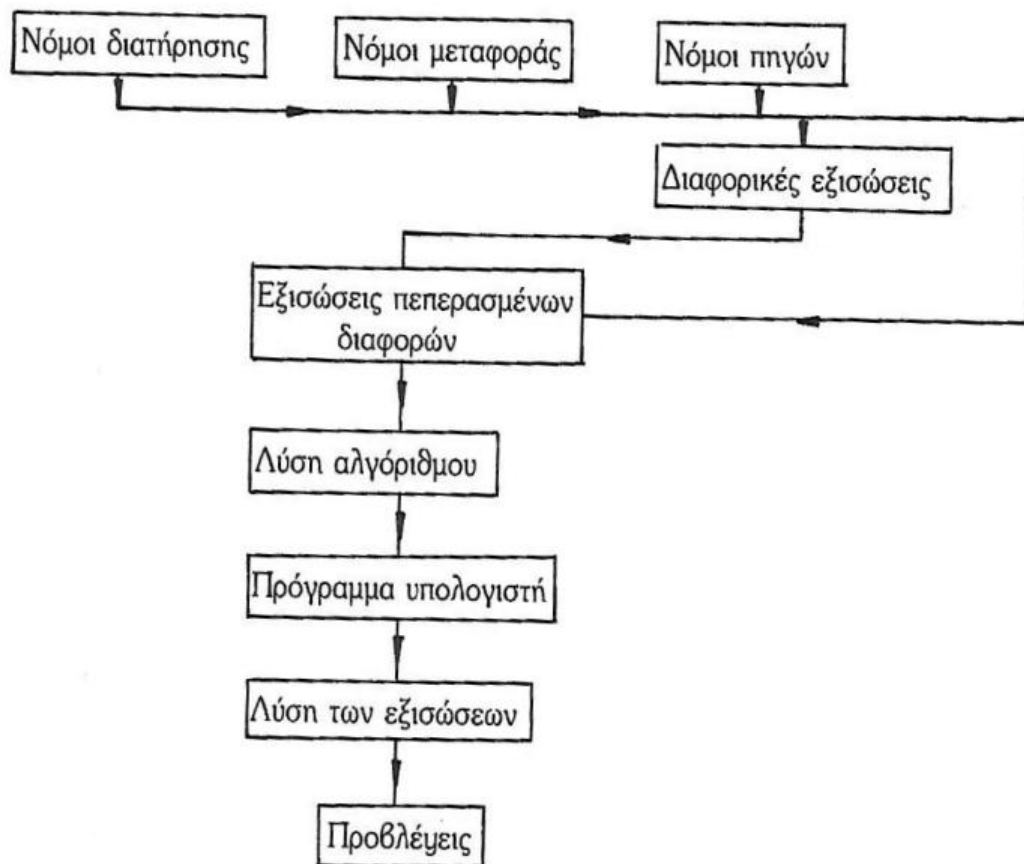 Νόμοι διατήρησης
Νόμοι μεταφοράς
Νόμοι πηγών
Διαφορικές εξισώσεις
Εξισώσεις πεπερασμένων
διαφορών
Λύση αλγόριθμου
Πρόγραμμα υπολογιστή
Λύση των εξισώσεων
Προβλέψεις